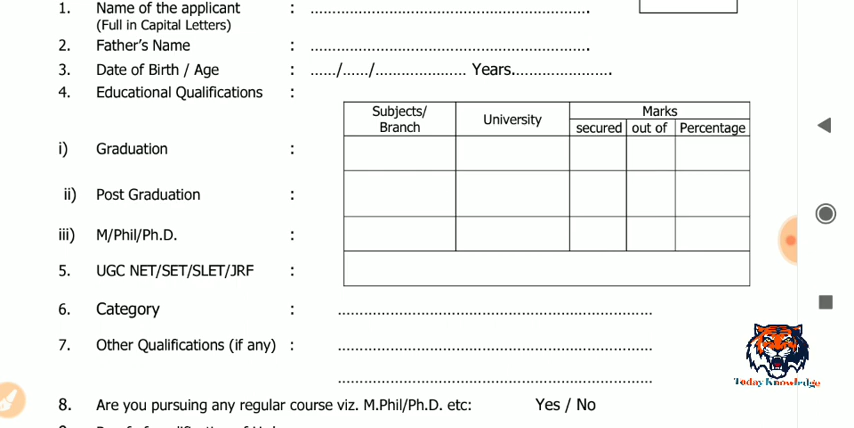 1. Name of the applicant : ........................................................
(Full in Capital Letters)
2. Father's Name : ........................................................
3. Date of Birth / Age : ....../....../..................... Years.......................
4. Educational Qualifications :
Subjects/ Branch University Marks
secured out of Percentage
i) Graduation :
ii) Post Graduation :
iii) M/Phil/Ph.D. :
5. UGC NET/SET/SLET/JRF :
6. Category : ................................................................
7. Other Qualifications (if any) : ................................................................
................................................................
Today Knowledge
8. Are you pursuing any regular course viz. M.Phil/Ph.D. etc: Yes / No